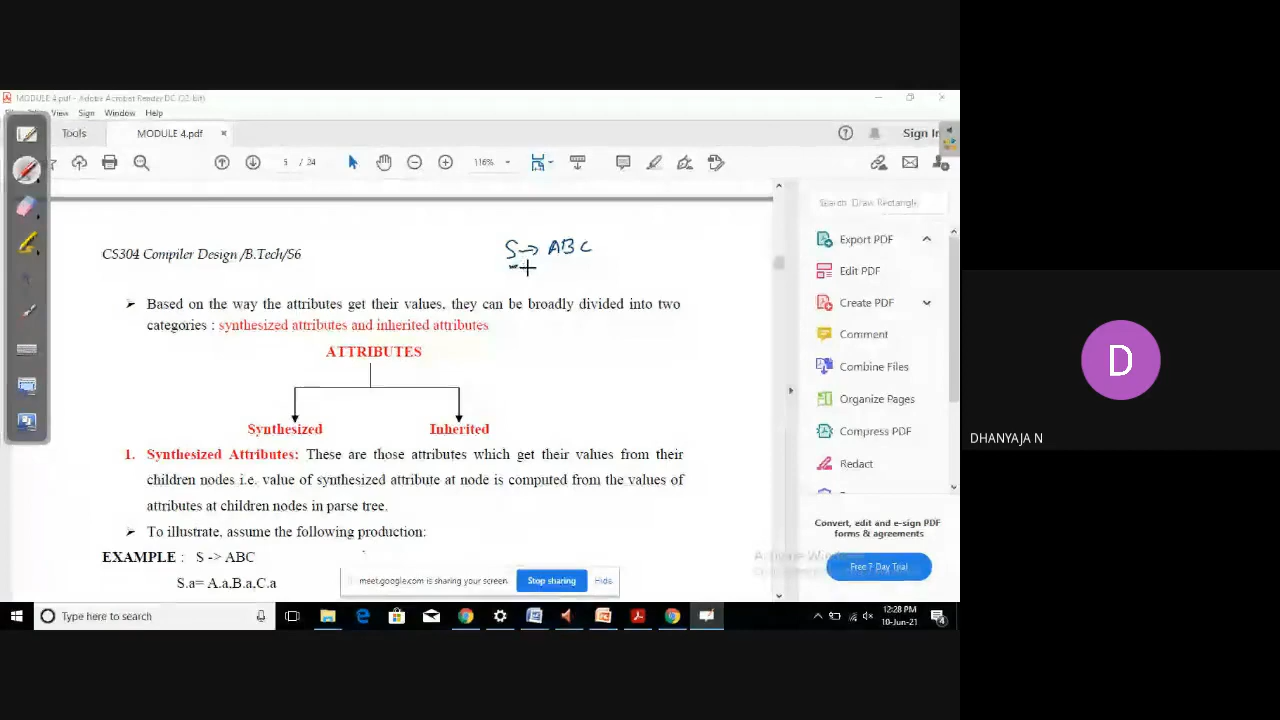 MODULE 4.pdf - Adobe Acrobat Reader DC (32-bit)
View Sign Window Help
Tools MODULE 4.pdf × Sign In
5 / 24 116%
Search 'Draw Rectangle'
CS304 Compiler Design /B.Tech/S6
S → ABC
➤ Based on the way the attributes get their values, they can be broadly divided into two
categories : synthesized attributes and inherited attributes
ATTRIBUTES
Synthesized Inherited
1. Synthesized Attributes: These are those attributes which get their values from their
children nodes i.e. value of synthesized attribute at node is computed from the values of
attributes at children nodes in parse tree.
➤ To illustrate, assume the following production:
EXAMPLE : S -> ABC
S.a= A.a,B.a,C.a
Export PDF
Edit PDF
Create PDF
Comment
Combine Files
Organize Pages
Compress PDF
Redact
Convert, edit and e-sign PDF
forms & agreements
Free 7 Day Trial
meet.google.com is sharing your screen. Stop sharing Hide
Type here to search
12:28 PM
10-Jun-21
4
D
DHANYAJA N